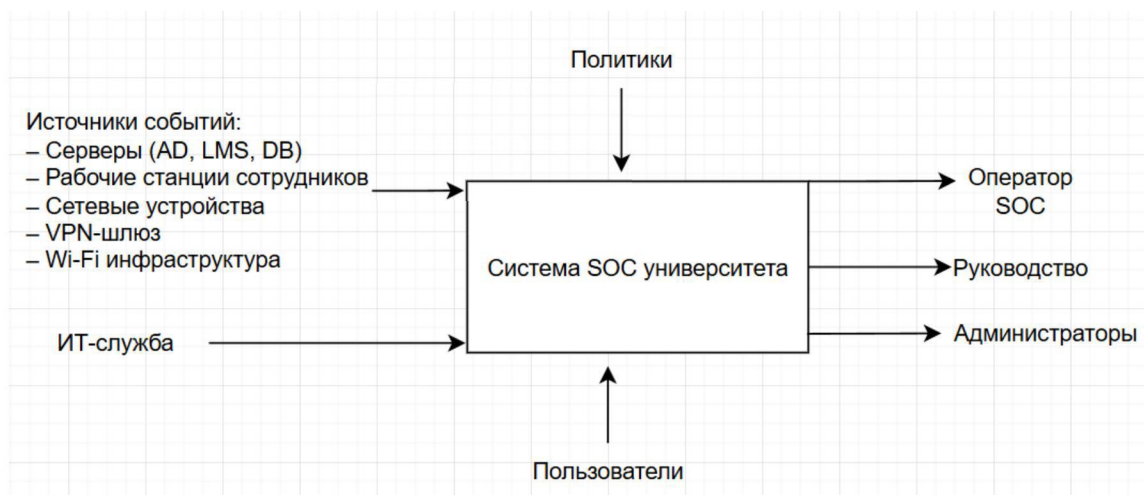 Политики
Источники событий:
– Серверы (AD, LMS, DB)
– Рабочие станции сотрудников
– Сетевые устройства
– VPN-шлюз
– Wi-Fi инфраструктура
ИТ-служба
Система SOC университета
Оператор
SOC
Руководство
Администраторы
Пользователи